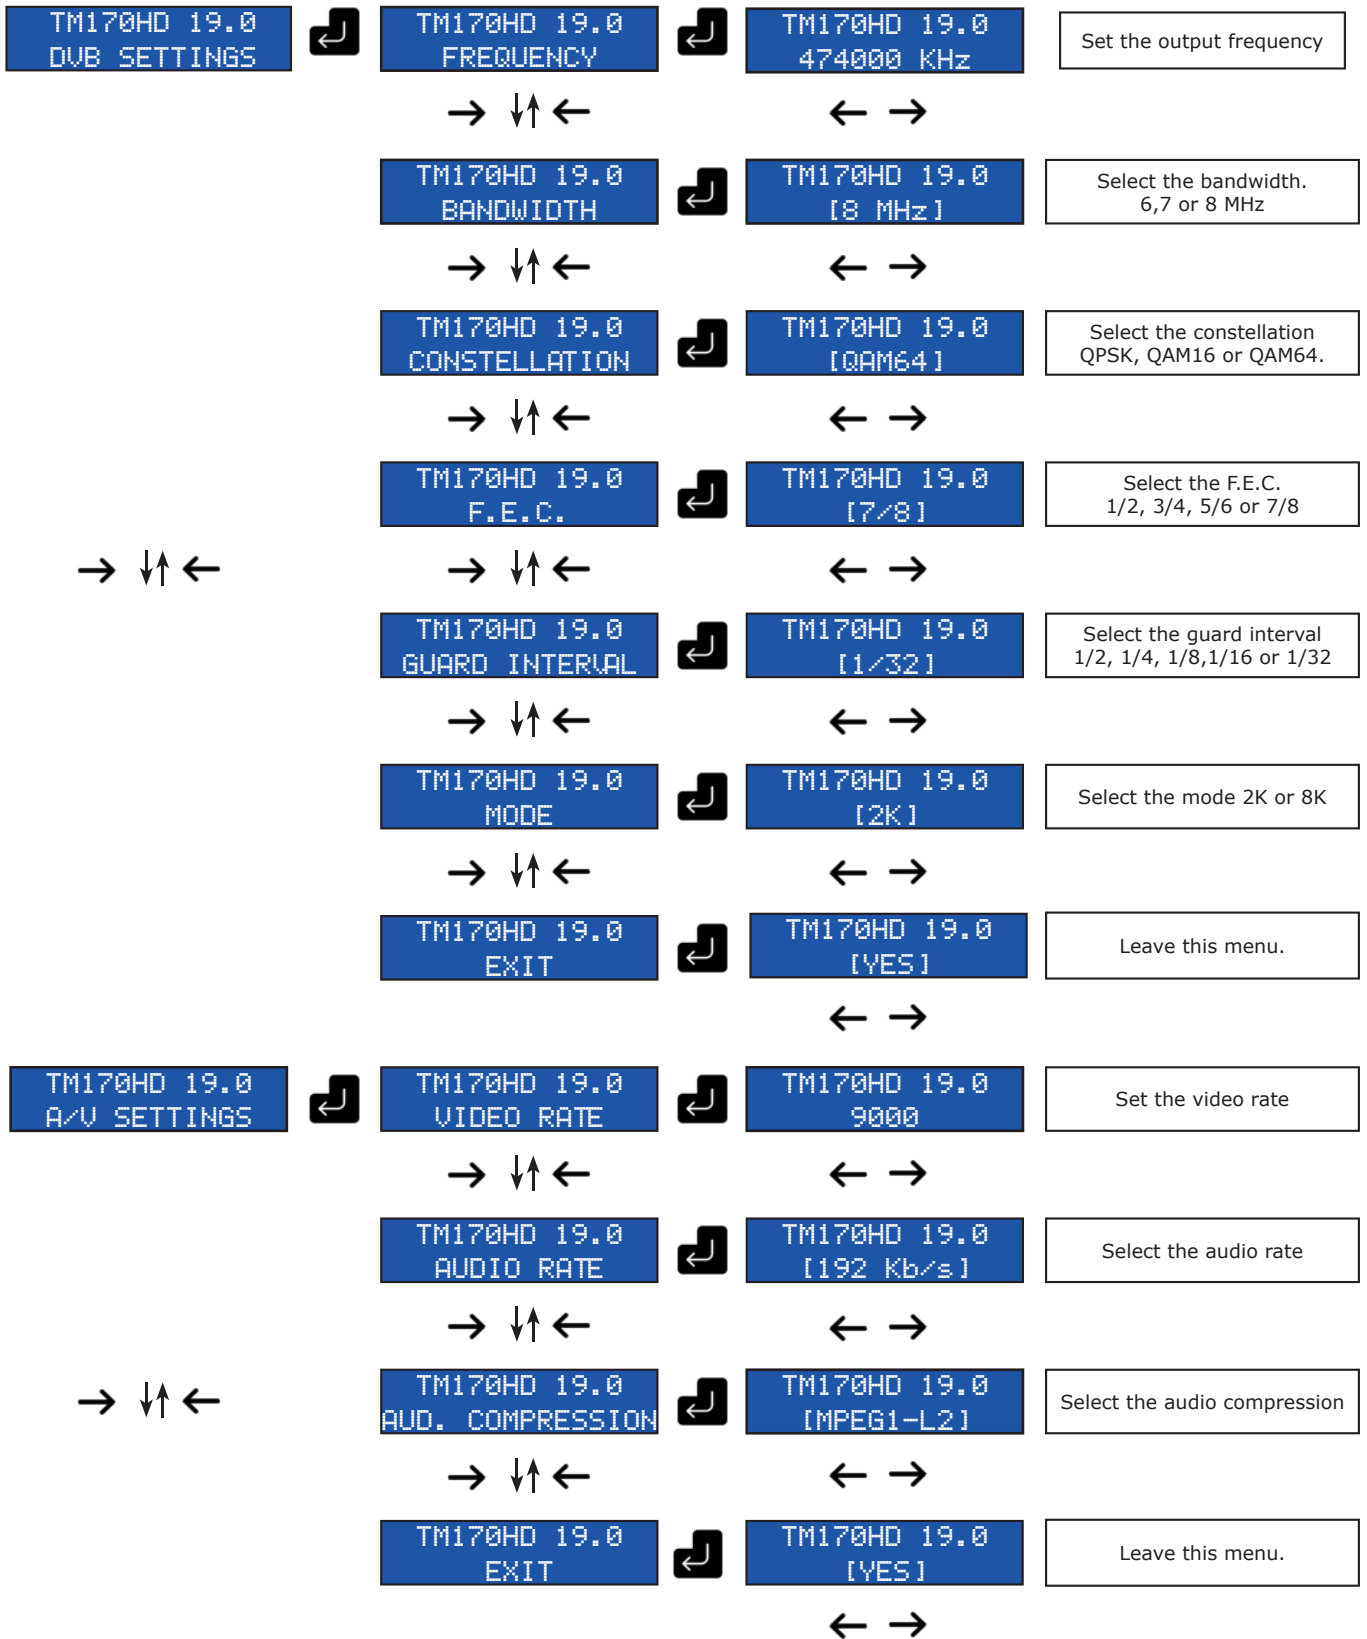 TM170HD 19.0
DVB SETTINGS
TM170HD 19.0
FREQUENCY
TM170HD 19.0
474000 KHz
Set the output frequency
TM170HD 19.0
BANDWIDTH
TM170HD 19.0
[8 MHz]
Select the bandwidth.
6,7 or 8 MHz
TM170HD 19.0
CONSTELLATION
TM170HD 19.0
[QAM64]
Select the constellation
QPSK, QAM16 or QAM64.
TM170HD 19.0
F.E.C.
TM170HD 19.0
[7/8]
Select the F.E.C.
1/2, 3/4, 5/6 or 7/8
TM170HD 19.0
GUARD INTERVAL
TM170HD 19.0
[1/32]
Select the guard interval
1/2, 1/4, 1/8,1/16 or 1/32
TM170HD 19.0
MODE
TM170HD 19.0
[2K]
Select the mode 2K or 8K
TM170HD 19.0
EXIT
TM170HD 19.0
[YES]
Leave this menu.
TM170HD 19.0
A/V SETTINGS
TM170HD 19.0
VIDEO RATE
TM170HD 19.0
9000
Set the video rate
TM170HD 19.0
AUDIO RATE
TM170HD 19.0
[192 Kb/s]
Select the audio rate
TM170HD 19.0
AUD. COMPRESSION
TM170HD 19.0
[MPEG1-L2]
Select the audio compression
TM170HD 19.0
EXIT
TM170HD 19.0
[YES]
Leave this menu.